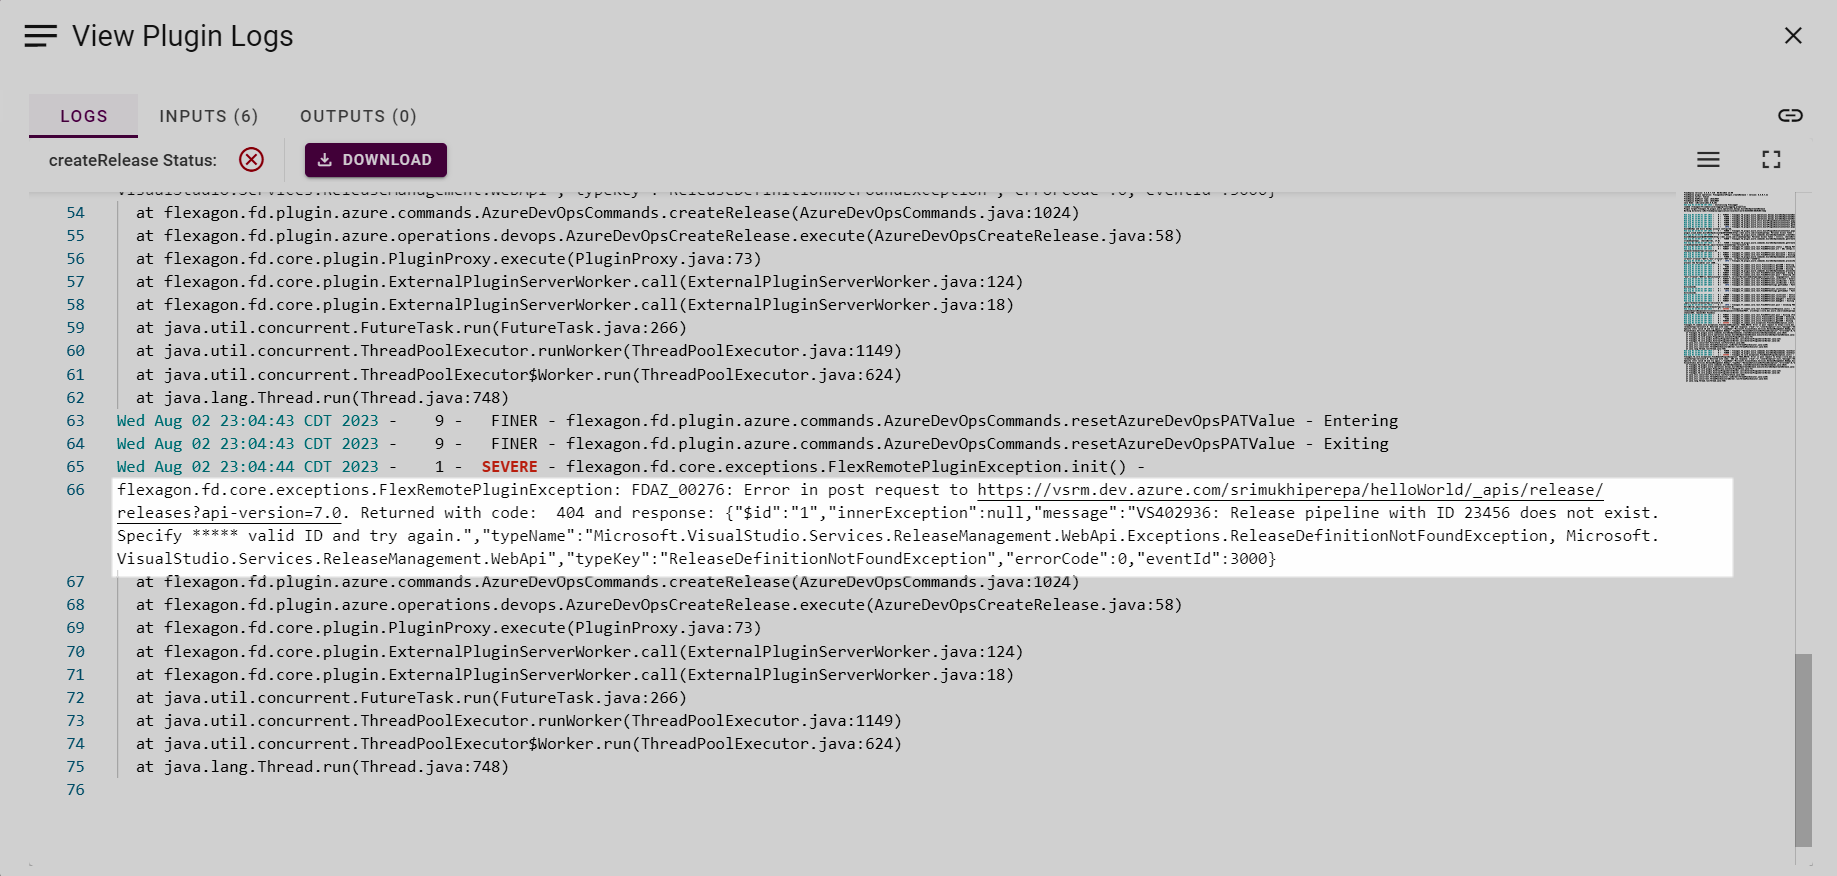 View Plugin Logs
LOGS INPUTS (6) OUTPUTS (0)
createRelease Status: DOWNLOAD
VisualStudio.Services.ReleaseManagement.WebApi","typeKey":"ReleaseDefinitionNotFoundException","errorCode":0,"eventId":3000}
54 at flexagon.fd.plugin.azure.commands.AzureDevOpsCommands.createRelease(AzureDevOpsCommands.java:1024)
55 at flexagon.fd.plugin.azure.operations.devops.AzureDevOpsCreateRelease.execute(AzureDevOpsCreateRelease.java:58)
56 at flexagon.fd.core.plugin.PluginProxy.execute(PluginProxy.java:73)
57 at flexagon.fd.core.plugin.ExternalPluginServerWorker.call(ExternalPluginServerWorker.java:124)
58 at flexagon.fd.core.plugin.ExternalPluginServerWorker.call(ExternalPluginServerWorker.java:18)
59 at java.util.concurrent.FutureTask.run(FutureTask.java:266)
60 at java.util.concurrent.ThreadPoolExecutor.runWorker(ThreadPoolExecutor.java:1149)
61 at java.util.concurrent.ThreadPoolExecutor$Worker.run(ThreadPoolExecutor.java:624)
62 at java.lang.Thread.run(Thread.java:748)
63 Wed Aug 02 23:04:43 CDT 2023 - 9 - FINER - flexagon.fd.plugin.azure.commands.AzureDevOpsCommands.resetAzureDevOpsPATValue - Entering
64 Wed Aug 02 23:04:43 CDT 2023 - 9 - FINER - flexagon.fd.plugin.azure.commands.AzureDevOpsCommands.resetAzureDevOpsPATValue - Exiting
65 Wed Aug 02 23:04:44 CDT 2023 - 1 - SEVERE - flexagon.fd.core.exceptions.FlexRemotePluginException.init() -
66 flexagon.fd.core.exceptions.FlexRemotePluginException: FDAZ_00276: Error in post request to https://vsrm.dev.azure.com/srimukhiperepa/helloWorld/_apis/release/
releases?api-version=7.0. Returned with code:  404 and response: {"$id":"1","innerException":null,"message":"VS402936: Release pipeline with ID 23456 does not exist.
Specify ***** valid ID and try again.","typeName":"Microsoft.VisualStudio.Services.ReleaseManagement.WebApi.Exceptions.ReleaseDefinitionNotFoundException, Microsoft.
VisualStudio.Services.ReleaseManagement.WebApi","typeKey":"ReleaseDefinitionNotFoundException","errorCode":0,"eventId":3000}
67 at flexagon.fd.plugin.azure.commands.AzureDevOpsCommands.createRelease(AzureDevOpsCommands.java:1024)
68 at flexagon.fd.plugin.azure.operations.devops.AzureDevOpsCreateRelease.execute(AzureDevOpsCreateRelease.java:58)
69 at flexagon.fd.core.plugin.PluginProxy.execute(PluginProxy.java:73)
70 at flexagon.fd.core.plugin.ExternalPluginServerWorker.call(ExternalPluginServerWorker.java:124)
71 at flexagon.fd.core.plugin.ExternalPluginServerWorker.call(ExternalPluginServerWorker.java:18)
72 at java.util.concurrent.FutureTask.run(FutureTask.java:266)
73 at java.util.concurrent.ThreadPoolExecutor.runWorker(ThreadPoolExecutor.java:1149)
74 at java.util.concurrent.ThreadPoolExecutor$Worker.run(ThreadPoolExecutor.java:624)
75 at java.lang.Thread.run(Thread.java:748)
76